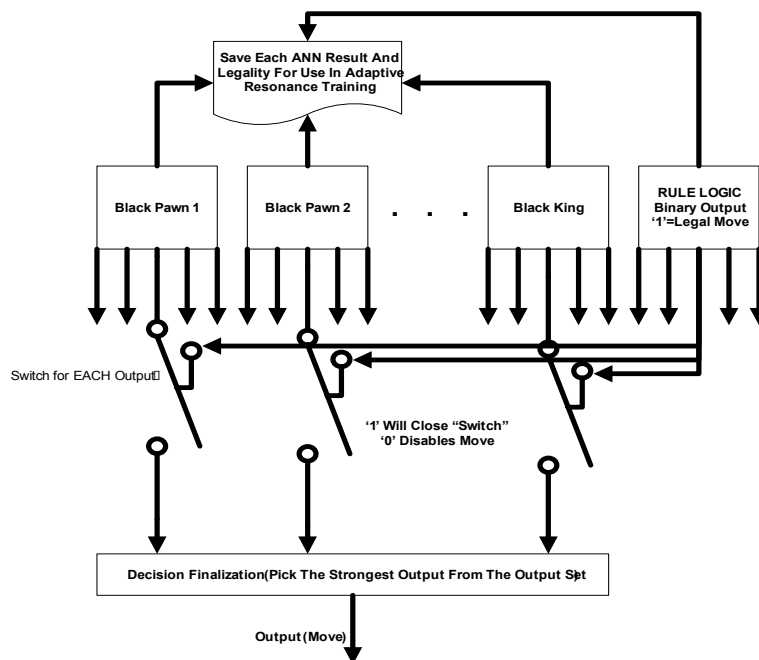 Save Each ANN Result And
Legality For Use In Adaptive
Resonance Training
Black Pawn 1
Black Pawn 2
. . .
Black King
RULE LOGIC
Binary Output
‘1’=Legal Move
Switch for EACH Output▯
‘1’ Will Close “Switch”
‘0’ Disables Move
Decision Finalization(Pick The Strongest Output From The Output Set)
Output (Move)